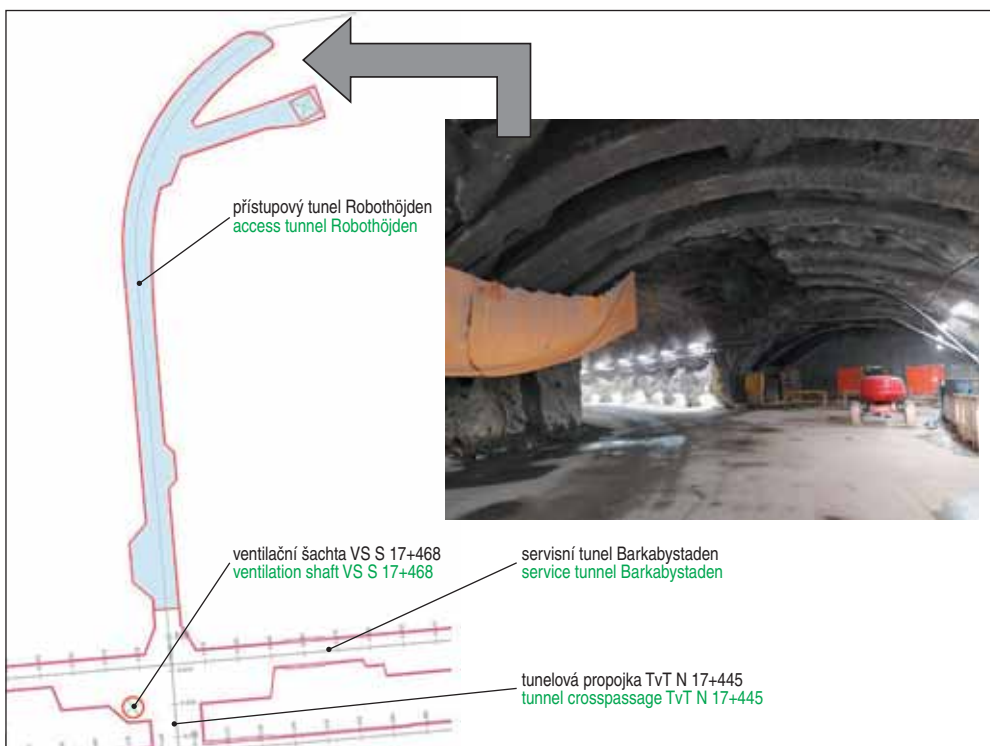 přístupový tunel Robothöjden
access tunnel Robothöjden
ventilační šachta VS S 17+468
ventilation shaft VS S 17+468
servisní tunel Barkabystaden
service tunnel Barkabystaden
tunelová propojka TvT N 17+445
tunnel crosspassage TvT N 17+445